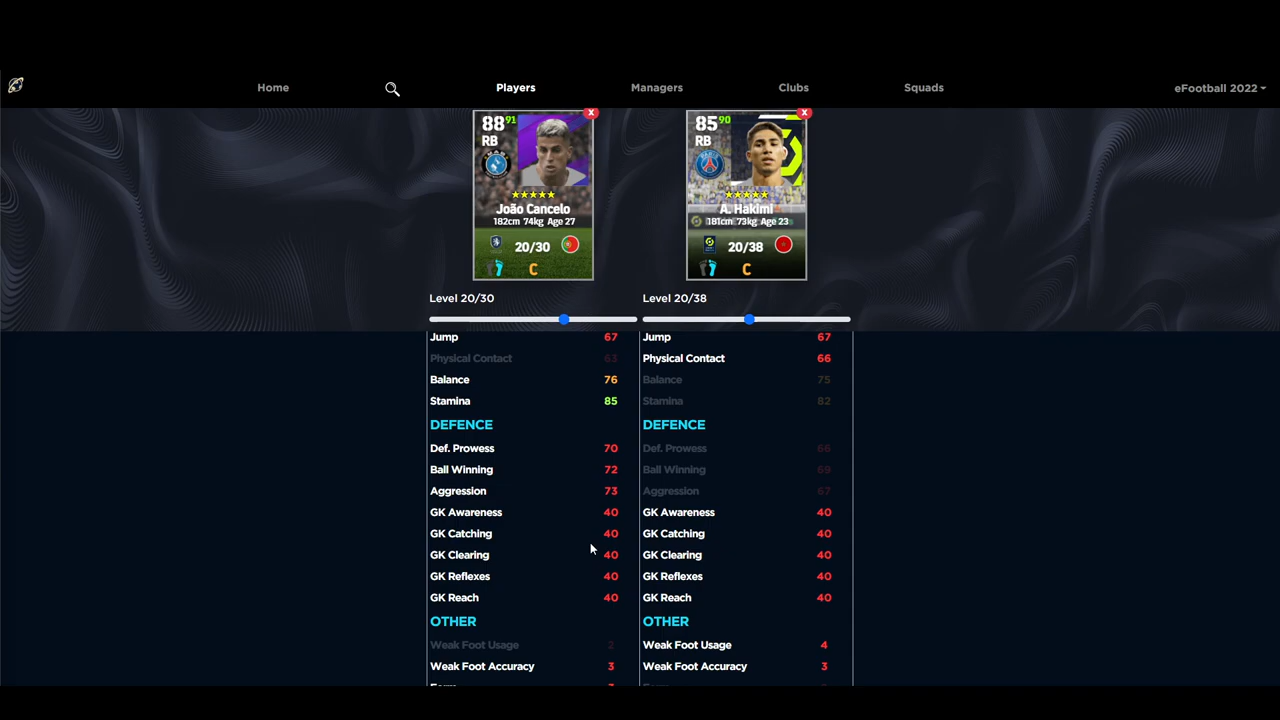 Home
Players
Managers
Clubs
Squads
eFootball 2022
88 91
RB
X
João Cancelo
182cm 74kg Age 27
20/30
C
85 90
RB
X
A. Hakimi
181cm 73kg Age 23
20/38
C
Level 20/30
Level 20/38
Jump 67
Physical Contact 63
Balance 76
Stamina 85
DEFENCE
Def. Prowess 70
Ball Winning 72
Aggression 73
GK Awareness 40
GK Catching 40
GK Clearing 40
GK Reflexes 40
GK Reach 40
OTHER
Weak Foot Usage 2
Weak Foot Accuracy 3
Jump 67
Physical Contact 66
Balance 75
Stamina 82
DEFENCE
Def. Prowess 66
Ball Winning 69
Aggression 67
GK Awareness 40
GK Catching 40
GK Clearing 40
GK Reflexes 40
GK Reach 40
OTHER
Weak Foot Usage 4
Weak Foot Accuracy 3